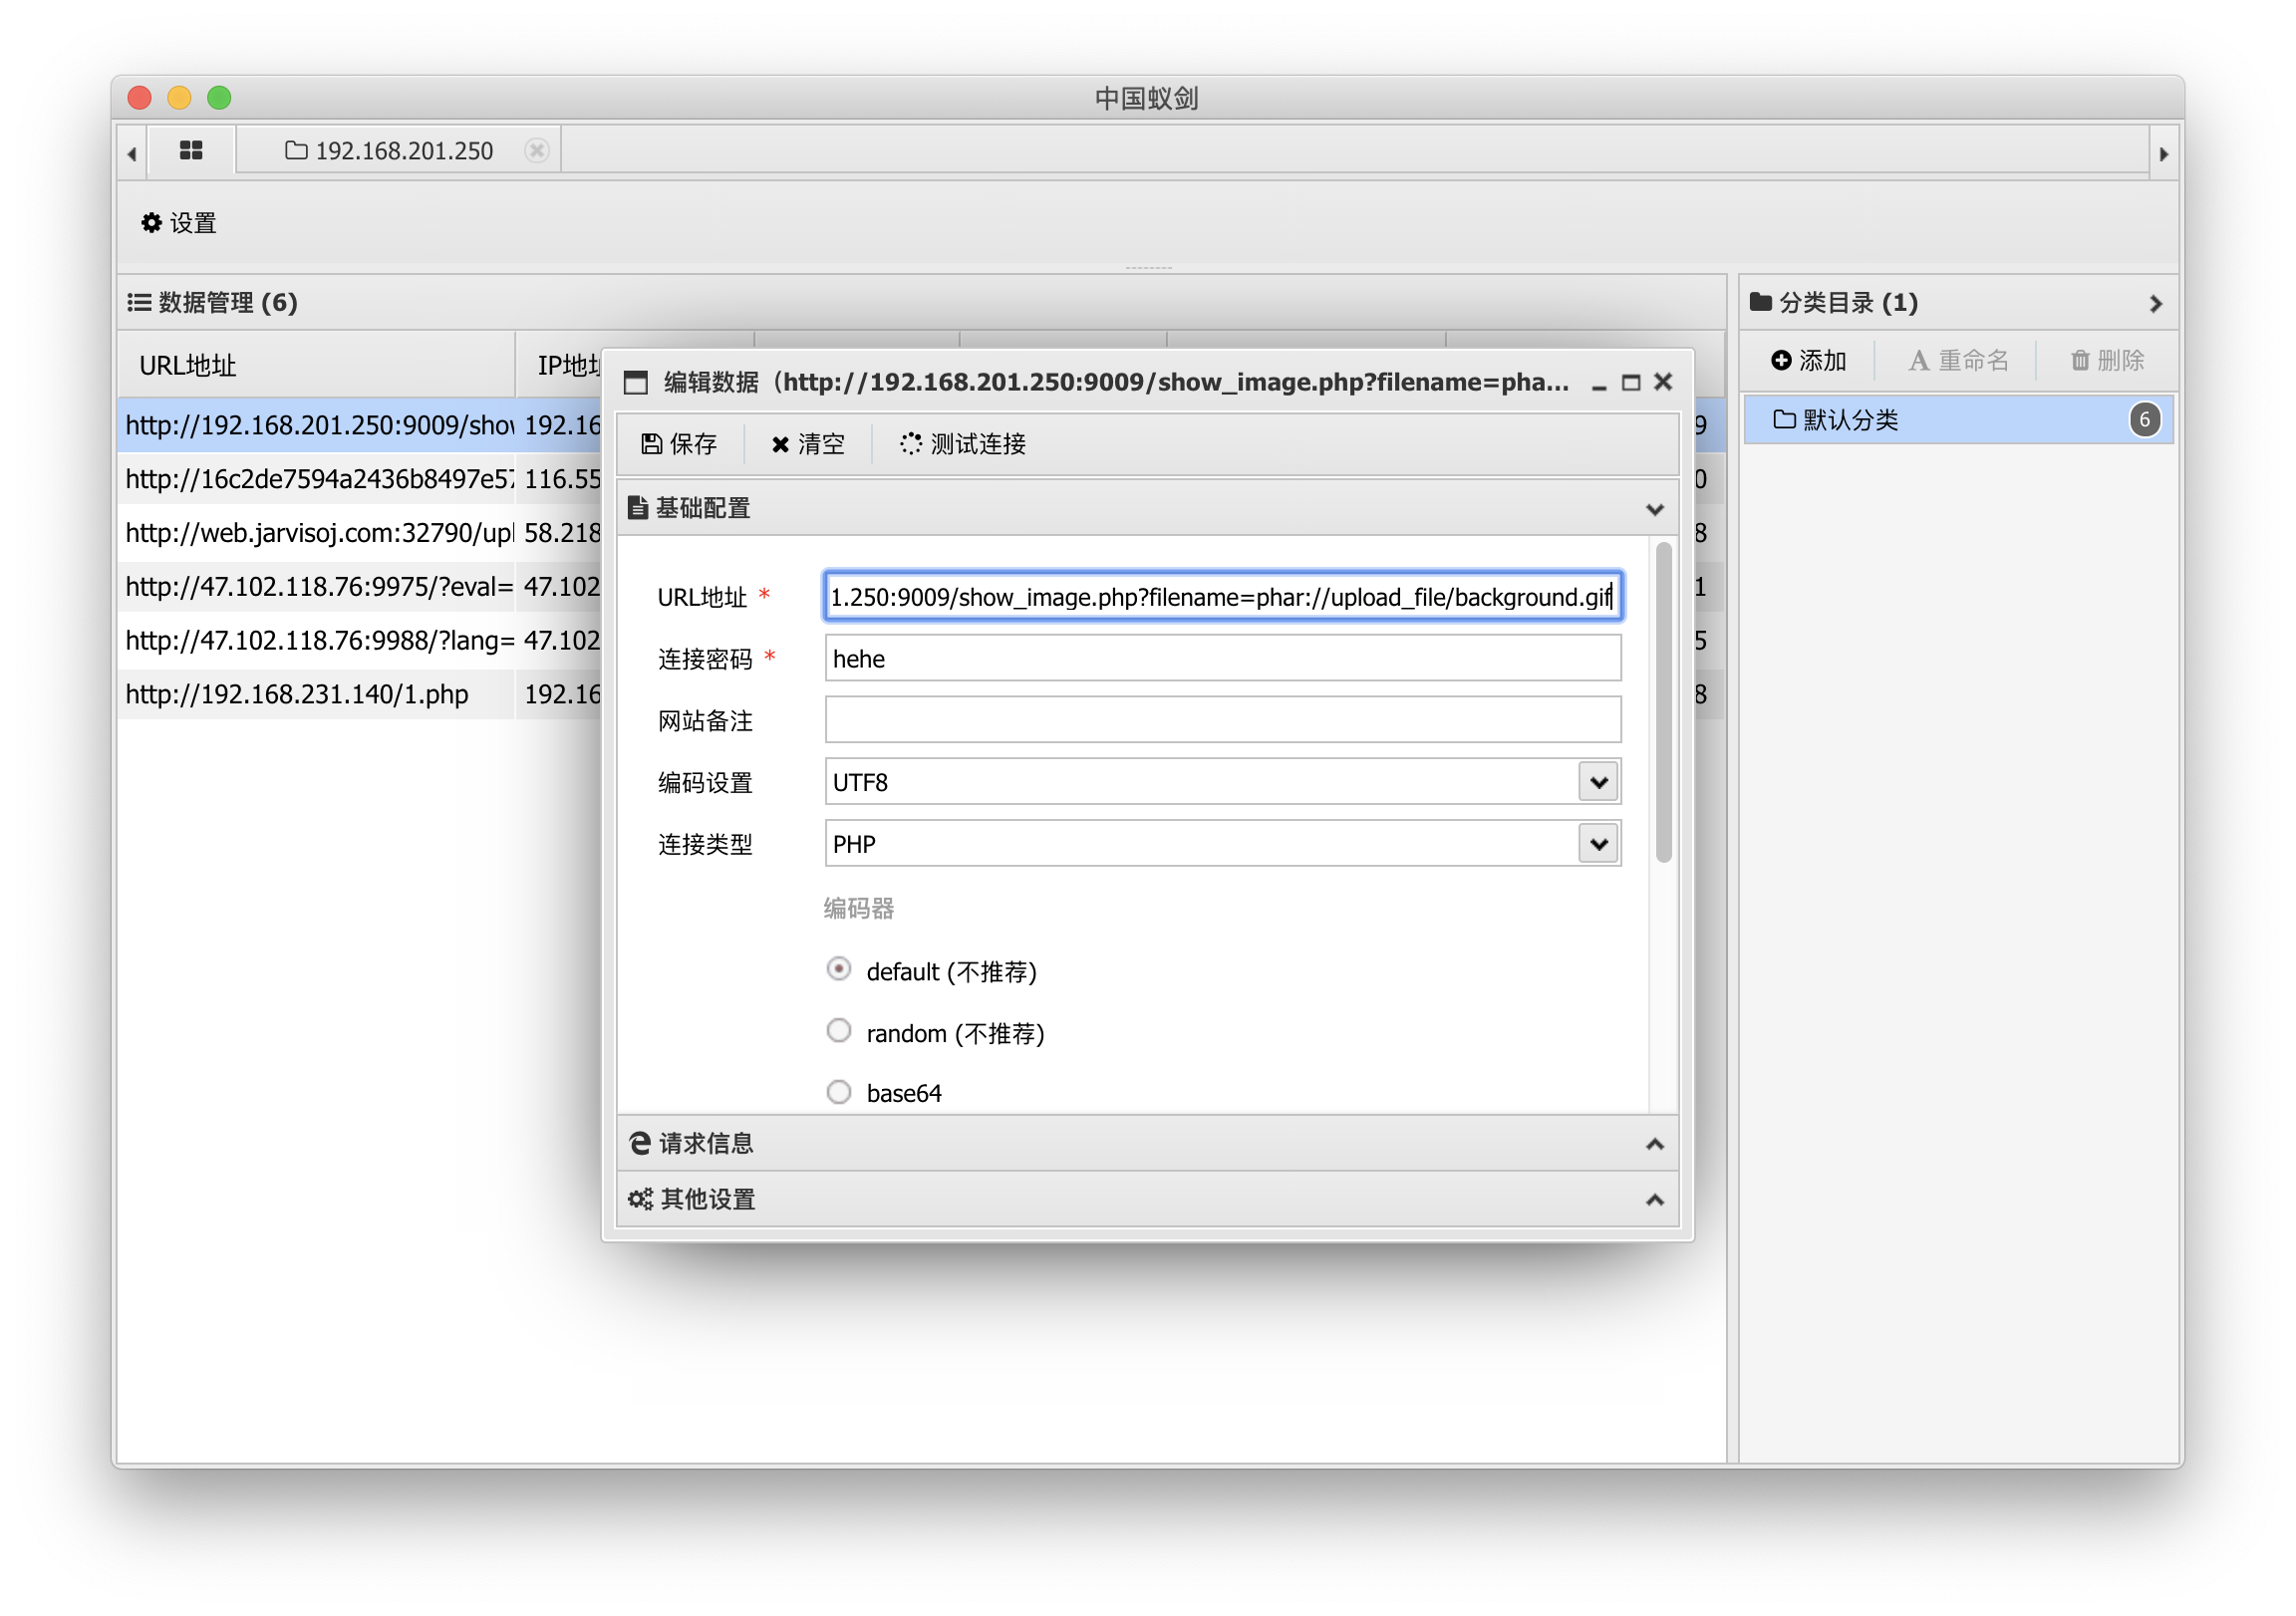 中国蚁剑
192.168.201.250
设置
数据管理 (6)
分类目录 (1)
URL地址
IP地
添加
重命名
删除
默认分类
6
http://192.168.201.250:9009/sho
192.16
9
http://16c2de7594a2436b8497e57
116.55
0
http://web.jarvisoj.com:32790/upl
58.218
8
http://47.102.118.76:9975/?eval=
47.102
1
http://47.102.118.76:9988/?lang=
47.102
5
http://192.168.231.140/1.php
192.16
8
编辑数据（http://192.168.201.250:9009/show_image.php?filename=pha...
保存
清空
测试连接
基础配置
URL地址 *
1.250:9009/show_image.php?filename=phar://upload_file/background.gif
连接密码 *
hehe
网站备注
编码设置
UTF8
连接类型
PHP
编码器
default (不推荐)
random (不推荐)
base64
请求信息
其他设置